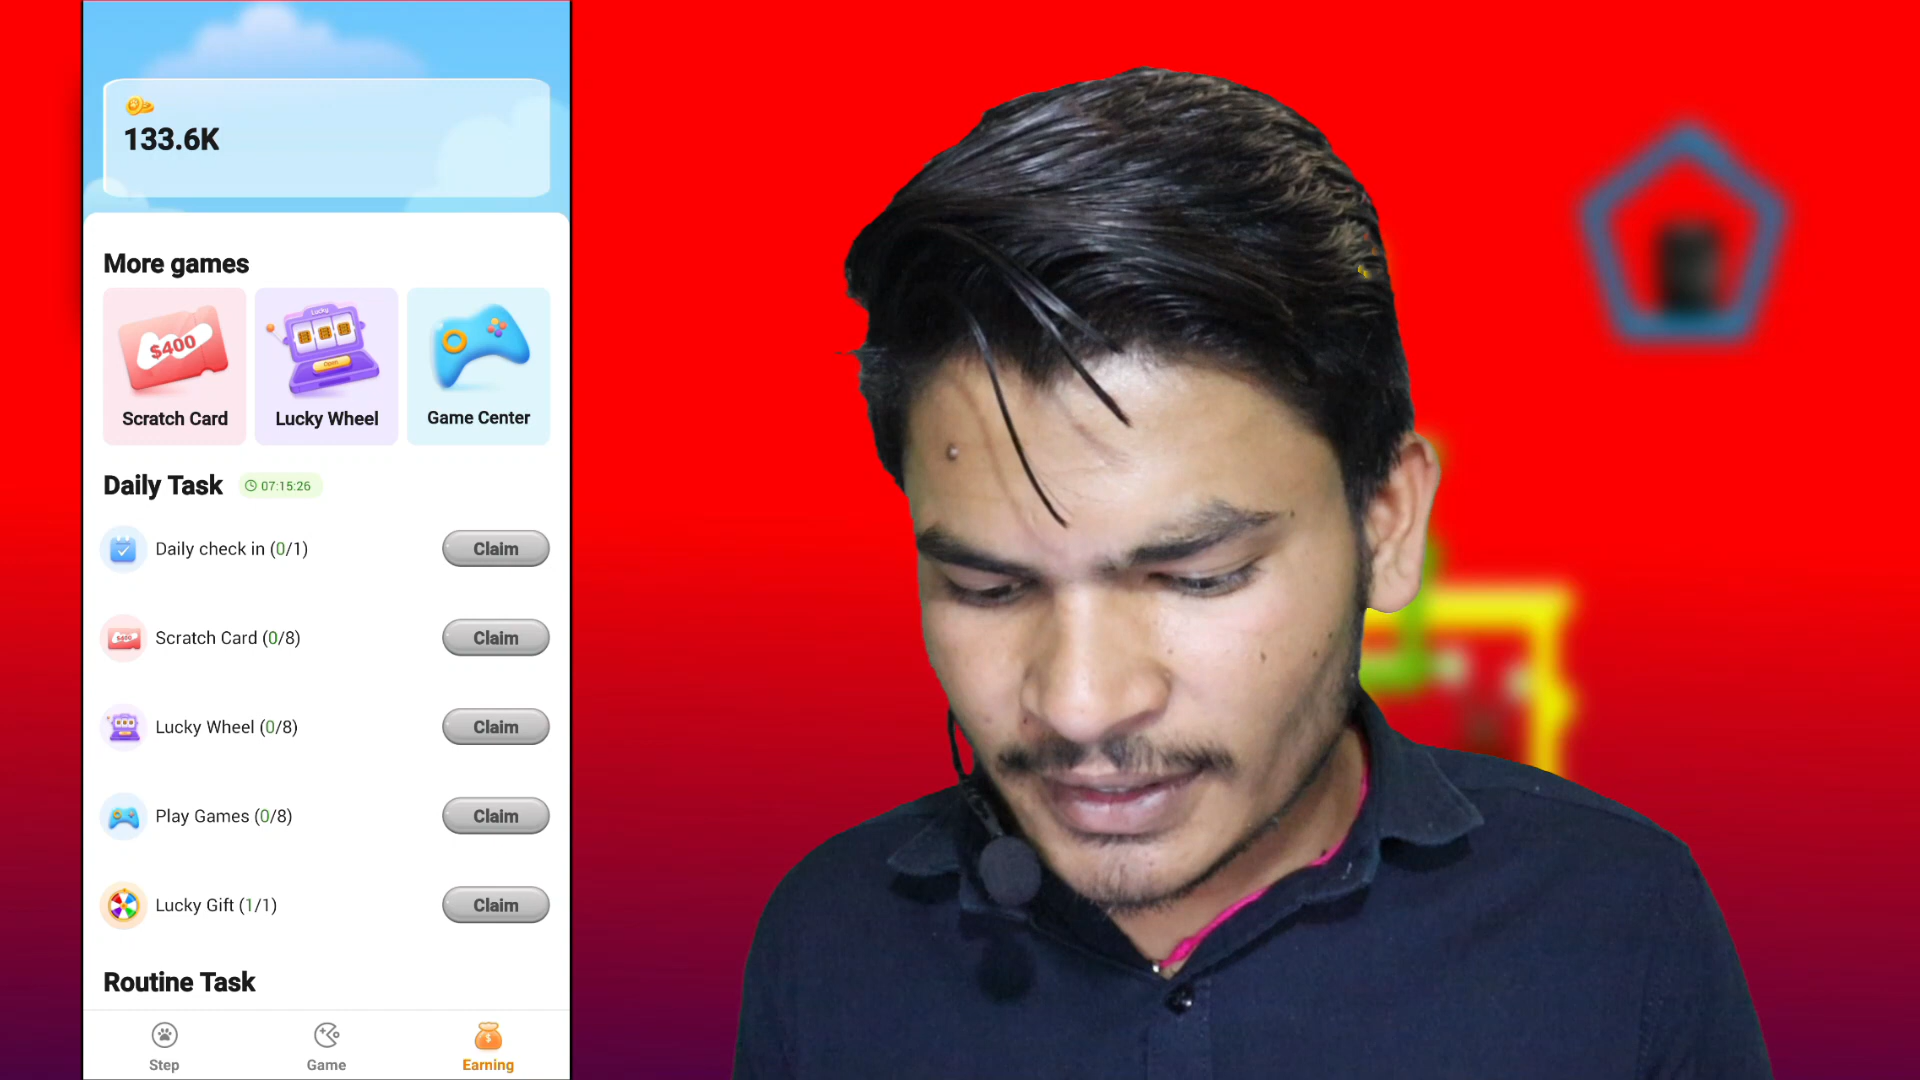 133.6K
More games
$400
Lucky
Scratch Card
Lucky Wheel
Game Center
Daily Task
07:15:26
Daily check in (0/1)
Claim
Scratch Card (0/8)
Claim
Lucky Wheel (0/8)
Claim
Play Games (0/8)
Claim
Lucky Gift (1/1)
Claim
Routine Task
Step
Game
Earning